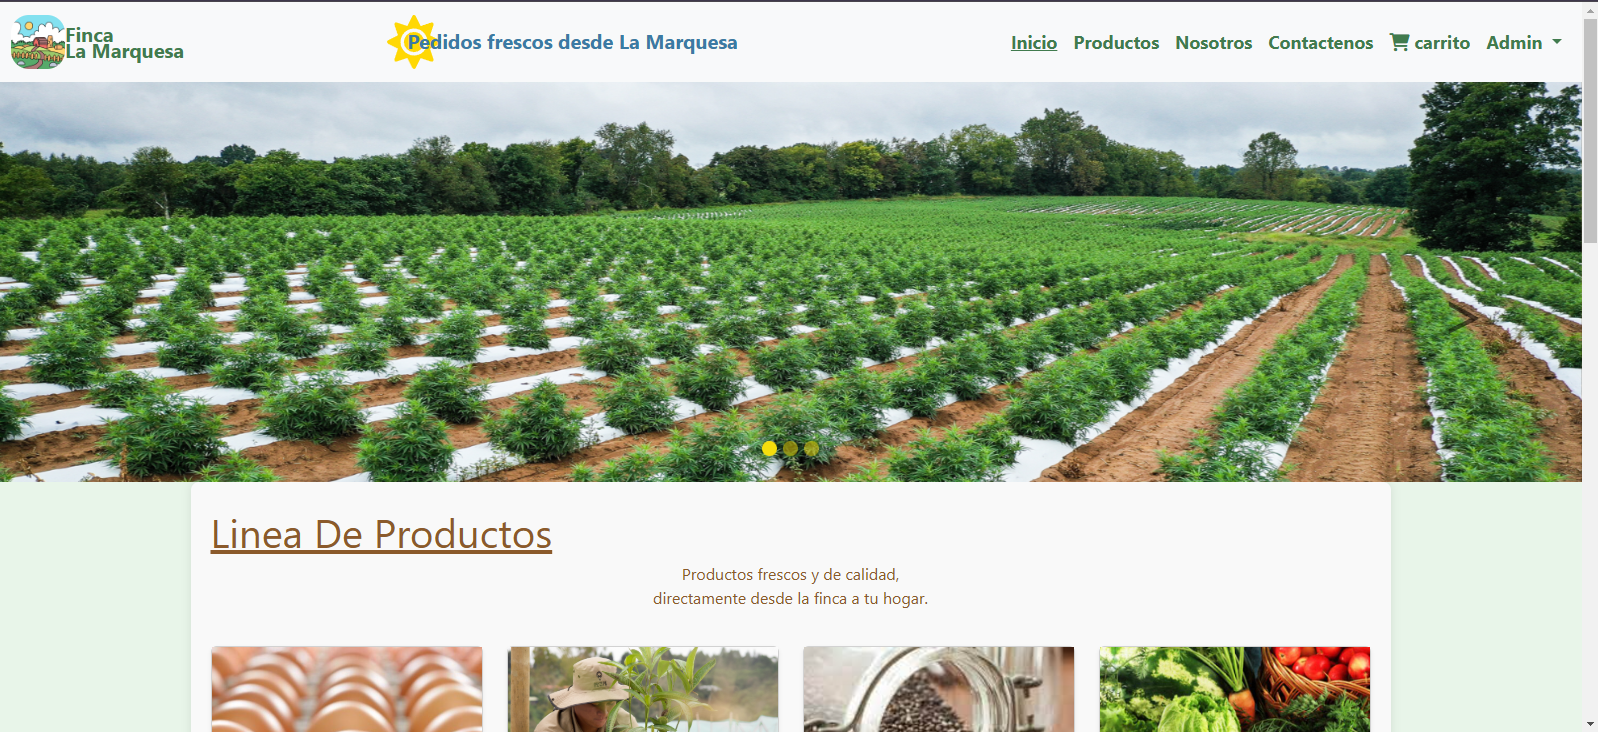 Finca
La Marquesa
Pedidos frescos desde La Marquesa
Inicio
Productos
Nosotros
Contactenos
carrito
Admin
Linea De Productos
Productos frescos y de calidad,
directamente desde la finca a tu hogar.